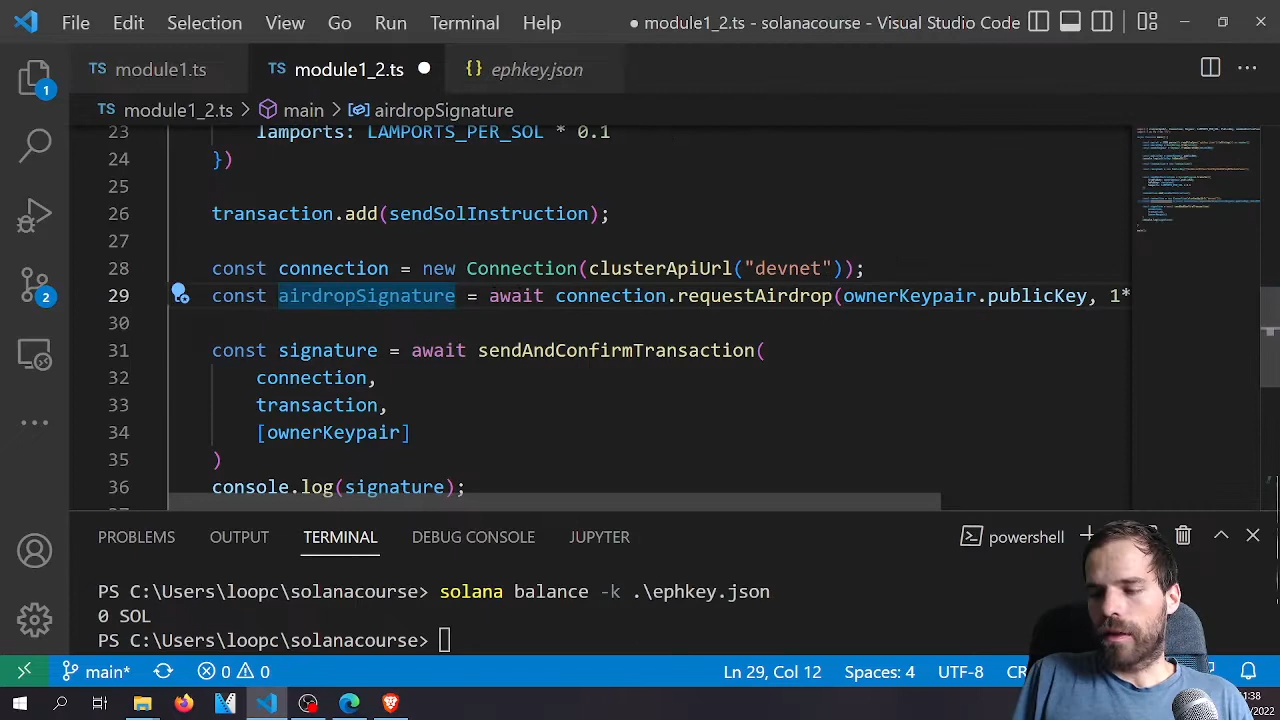 File Edit Selection View Go Run Terminal Help ● module1_2.ts - solanacourse - Visual Studio Code
TS module1.ts TS module1_2.ts ● {} ephkey.json
TS module1_2.ts > main > airdropSignature
23 lamports: LAMPORTS_PER_SOL * 0.1
24 })
25
26 transaction.add(sendSolInstruction);
27
28 const connection = new Connection(clusterApiUrl("devnet"));
29 const airdropSignature = await connection.requestAirdrop(ownerKeypair.publicKey, 1*
30
31 const signature = await sendAndConfirmTransaction(
32 connection,
33 transaction,
34 [ownerKeypair]
35 )
36 console.log(signature);
1
2
PROBLEMS OUTPUT TERMINAL DEBUG CONSOLE JUPYTER powershell
PS C:\Users\loopc\solanacourse> solana balance -k .\ephkey.json
0 SOL
PS C:\Users\loopc\solanacourse>
main* 0 0 Ln 29, Col 12 Spaces: 4 UTF-8